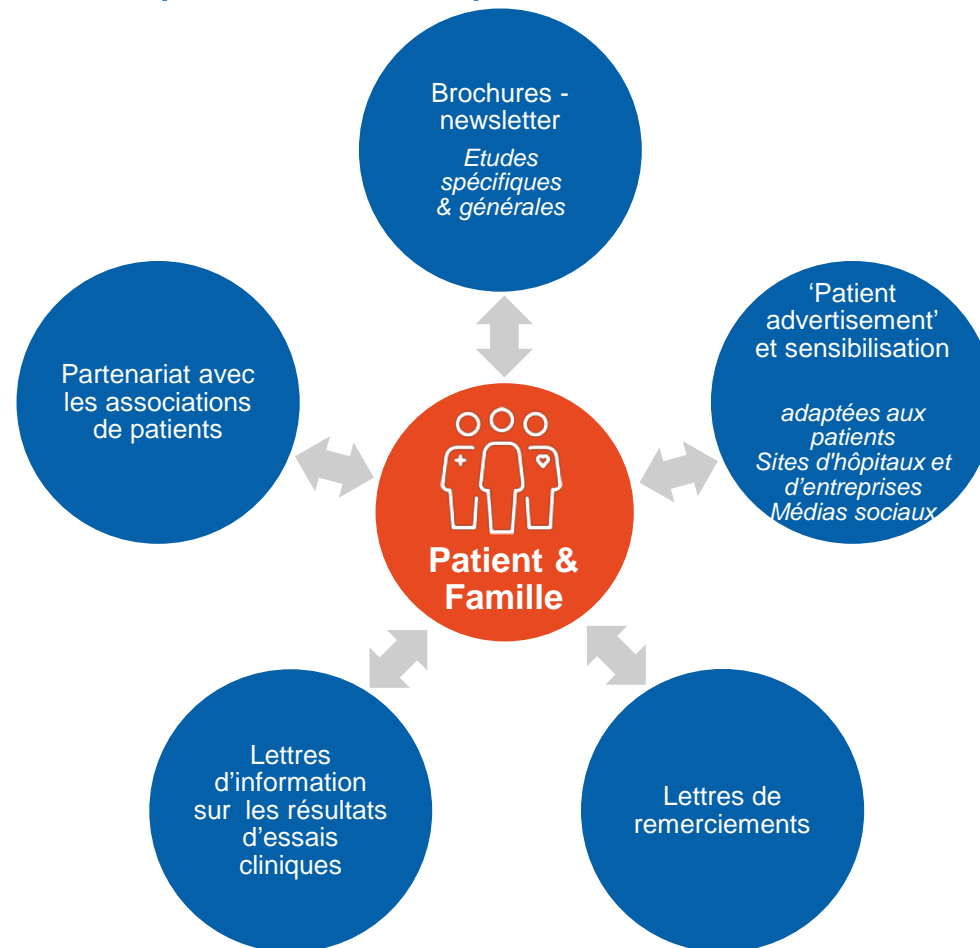 Brochures -
newsletter
Etudes
spécifiques
& générales
‘Patient
advertisement’
et sensibilisation
adaptées aux
patients
Sites d'hôpitaux et
d’entreprises
Médias sociaux
Partenariat avec
les associations
de patients
Patient &
Famille
Lettres
d’information
sur les résultats
d’essais
cliniques
Lettres de
remerciements